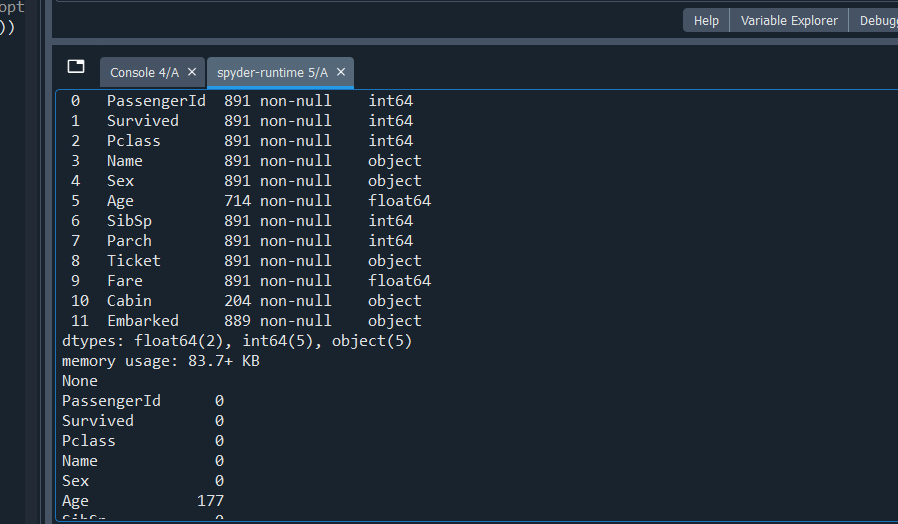 opt
))
Help Variable Explorer
Console 4/A × spyder-runtime 5/A ×
0 PassengerId 891 non-null int64
1 Survived 891 non-null int64
2 Pclass 891 non-null int64
3 Name 891 non-null object
4 Sex 891 non-null object
5 Age 714 non-null float64
6 SibSp 891 non-null int64
7 Parch 891 non-null int64
8 Ticket 891 non-null object
9 Fare 891 non-null float64
10 Cabin 204 non-null object
11 Embarked 889 non-null object
dtypes: float64(2), int64(5), object(5)
memory usage: 83.7+ KB
None
PassengerId 0
Survived 0
Pclass 0
Name 0
Sex 0
Age 177
SibSp 0